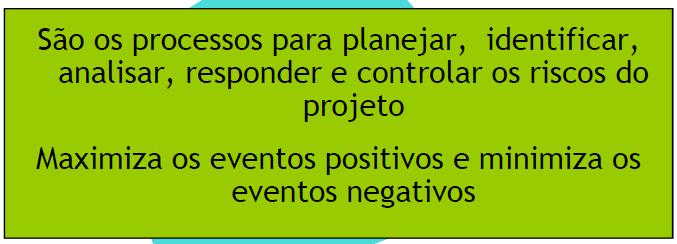 São os processos para planejar, identificar,
analisar, responder e controlar os riscos do
projeto
Maximiza os eventos positivos e minimiza os
eventos negativos